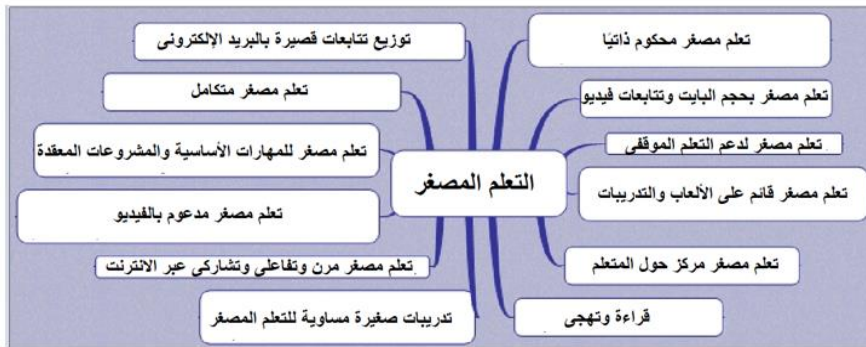 تعلم مصغر محكوم ذاتيًا
توزيع تتابعات قصيرة بالبريد الإلكترونى
تعلم مصغر بحجم البايت وتتابعات فيديو
تعلم مصغر متكامل
تعلم مصغر لدعم التعلم الموقفى
تعلم مصغر للمهارات الأساسية والمشروعات المعقدة
التعلم المصغر
تعلم مصغر قائم على الألعاب والتدريبات
تعلم مصغر مدعوم بالفيديو
تعلم مصغر مركز حول المتعلم
تعلم مصغر مرن وتفاعلى وتشاركى عبر الانترنت
قراءة وتهجى
تدريبات صغيرة مساوية للتعلم المصغر